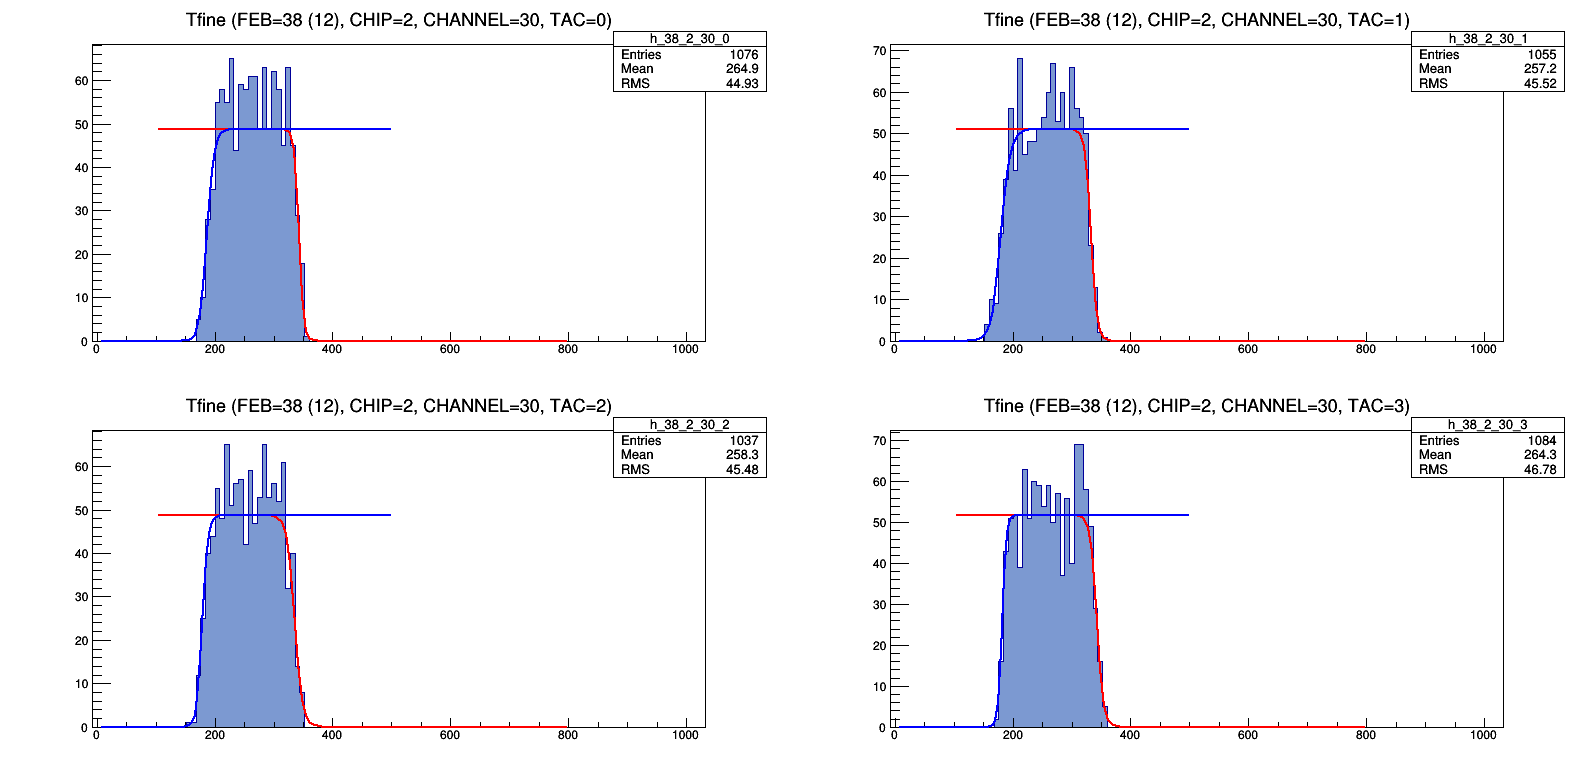 Tfine (FEB=38 (12), CHIP=2, CHANNEL=30, TAC=0)
h_38_2_30_0
Entries 1076
Mean 264.9
RMS 44.93
60
50
40
30
20
10
0
0 200 400 600 800 1000
Tfine (FEB=38 (12), CHIP=2, CHANNEL=30, TAC=1)
h_38_2_30_1
Entries 1055
Mean 257.2
RMS 45.52
70
60
50
40
30
20
10
0
0 200 400 600 800 1000
Tfine (FEB=38 (12), CHIP=2, CHANNEL=30, TAC=2)
h_38_2_30_2
Entries 1037
Mean 258.3
RMS 45.48
60
50
40
30
20
10
0
0 200 400 600 800 1000
Tfine (FEB=38 (12), CHIP=2, CHANNEL=30, TAC=3)
h_38_2_30_3
Entries 1084
Mean 264.3
RMS 46.78
70
60
50
40
30
20
10
0
0 200 400 600 800 1000